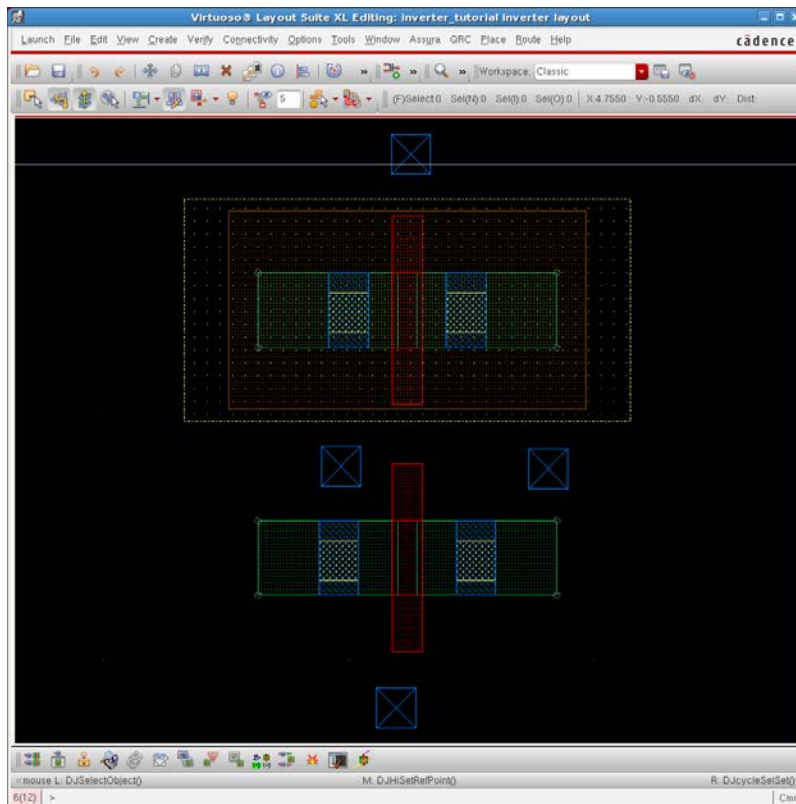 Virtuoso® Layout Suite XL Editing: inverter_tutorial inverter layout
Launch File Edit View Create Verify Connectivity Options Tools Window Assura GRC Place Route Help cādence
» » » Workspace: Classic
5 (F)Select:0 Sel(N):0 Sel(I):0 Sel(O):0 X:4.7550 Y:-0.5550 dX: dY: Dist:
mouse L: DJSelectObject() M: DJHiSetRefPoint() R: DJcycleSelSet()
6(12) > Cmd